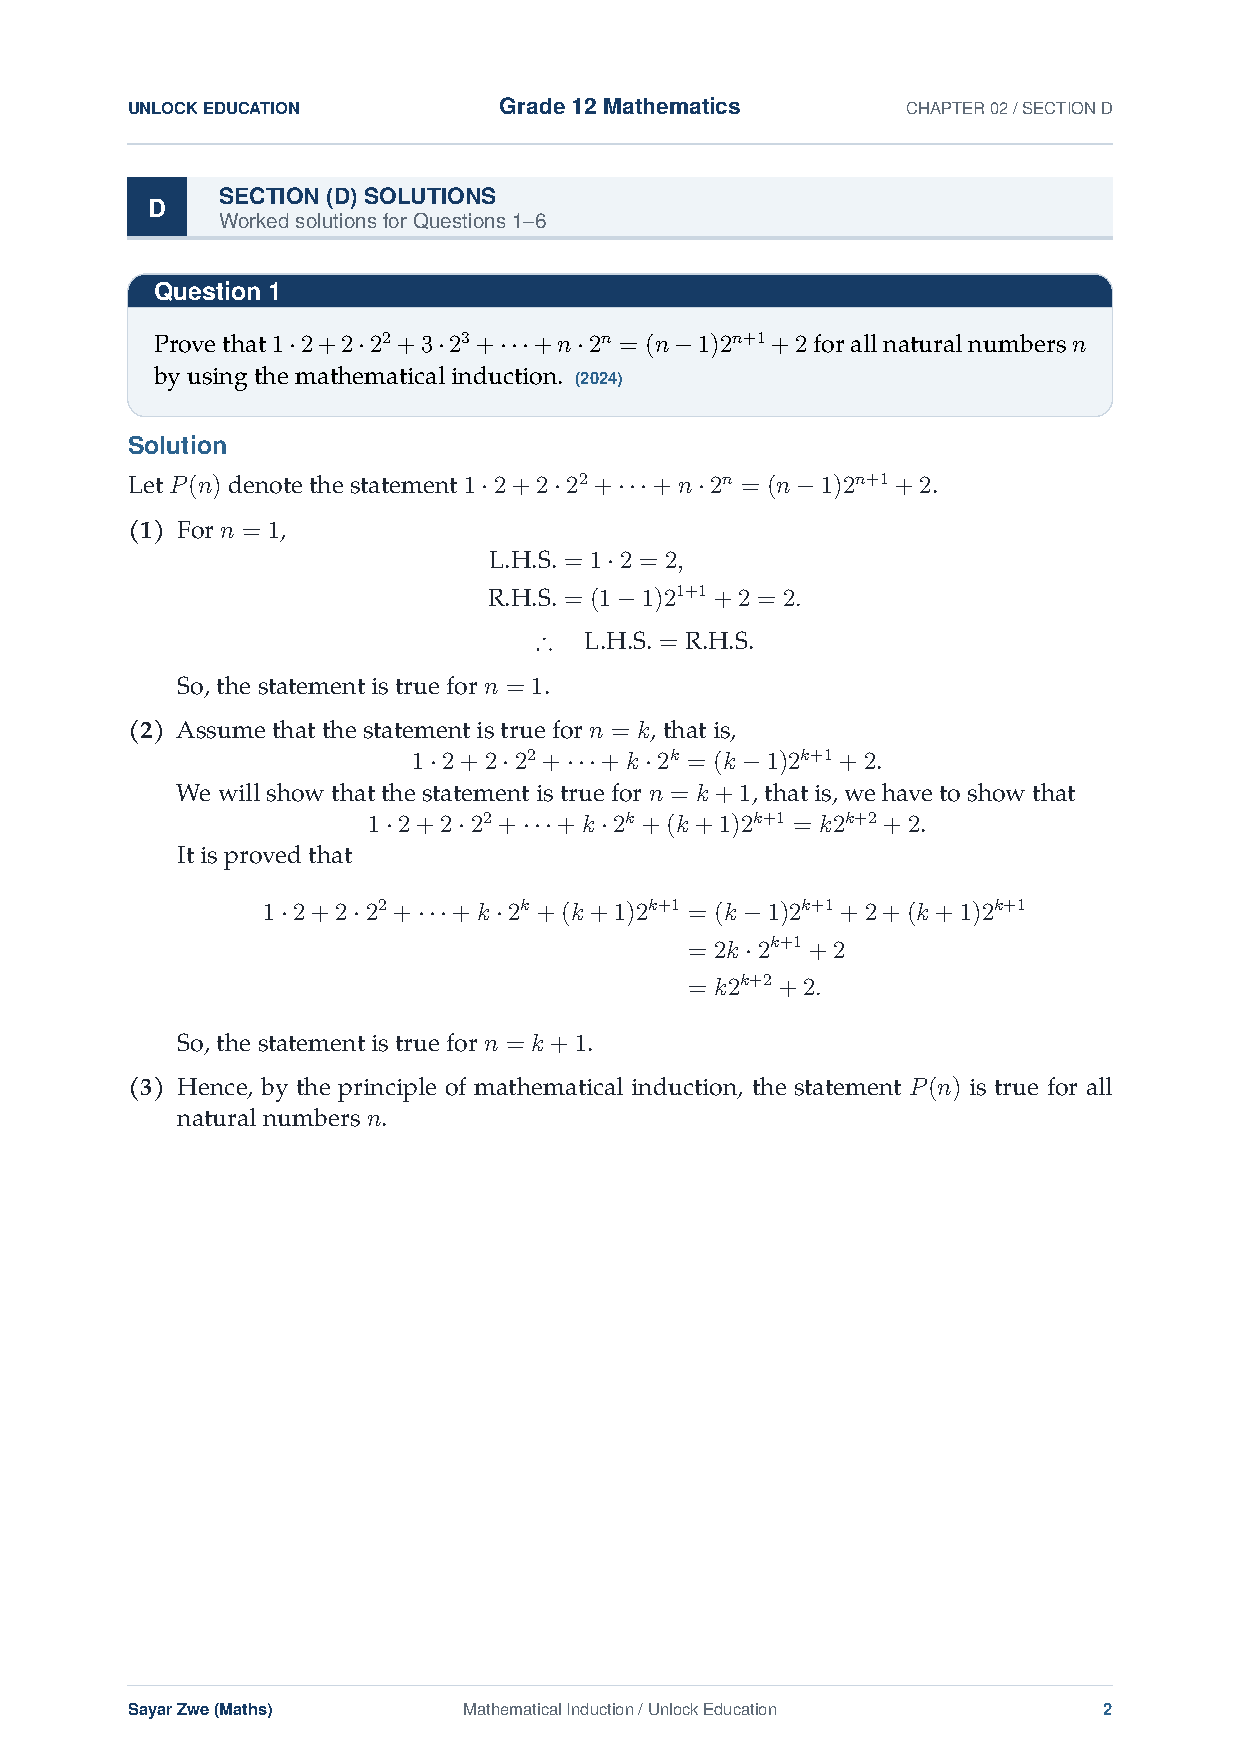 UNLOCK EDUCATION Grade 12 Mathematics CHAPTER 02 / SECTION D
D
SECTION (D) SOLUTIONS
Worked solutions for Questions 1–6
Question 1
Prove that 1 · 2 + 2 · 2² + 3 · 2³ + · · · + n · 2ⁿ = (n − 1)2ⁿ⁺¹ + 2 for all natural numbers n
by using the mathematical induction. (2024)
Solution
Let P(n) denote the statement 1 · 2 + 2 · 2² + · · · + n · 2ⁿ = (n − 1)2ⁿ⁺¹ + 2.
(1) For n = 1,
L.H.S. = 1 · 2 = 2,
R.H.S. = (1 − 1)2¹⁺¹ + 2 = 2.
∴ L.H.S. = R.H.S.
So, the statement is true for n = 1.
(2) Assume that the statement is true for n = k, that is,
1 · 2 + 2 · 2² + · · · + k · 2ᵏ = (k − 1)2ᵏ⁺¹ + 2.
We will show that the statement is true for n = k + 1, that is, we have to show that
1 · 2 + 2 · 2² + · · · + k · 2ᵏ + (k + 1)2ᵏ⁺¹ = k2ᵏ⁺² + 2.
It is proved that
1 · 2 + 2 · 2² + · · · + k · 2ᵏ + (k + 1)2ᵏ⁺¹ = (k − 1)2ᵏ⁺¹ + 2 + (k + 1)2ᵏ⁺¹
= 2k · 2ᵏ⁺¹ + 2
= k2ᵏ⁺² + 2.
So, the statement is true for n = k + 1.
(3) Hence, by the principle of mathematical induction, the statement P(n) is true for all
natural numbers n.
Sayar Zwe (Maths) Mathematical Induction / Unlock Education 2